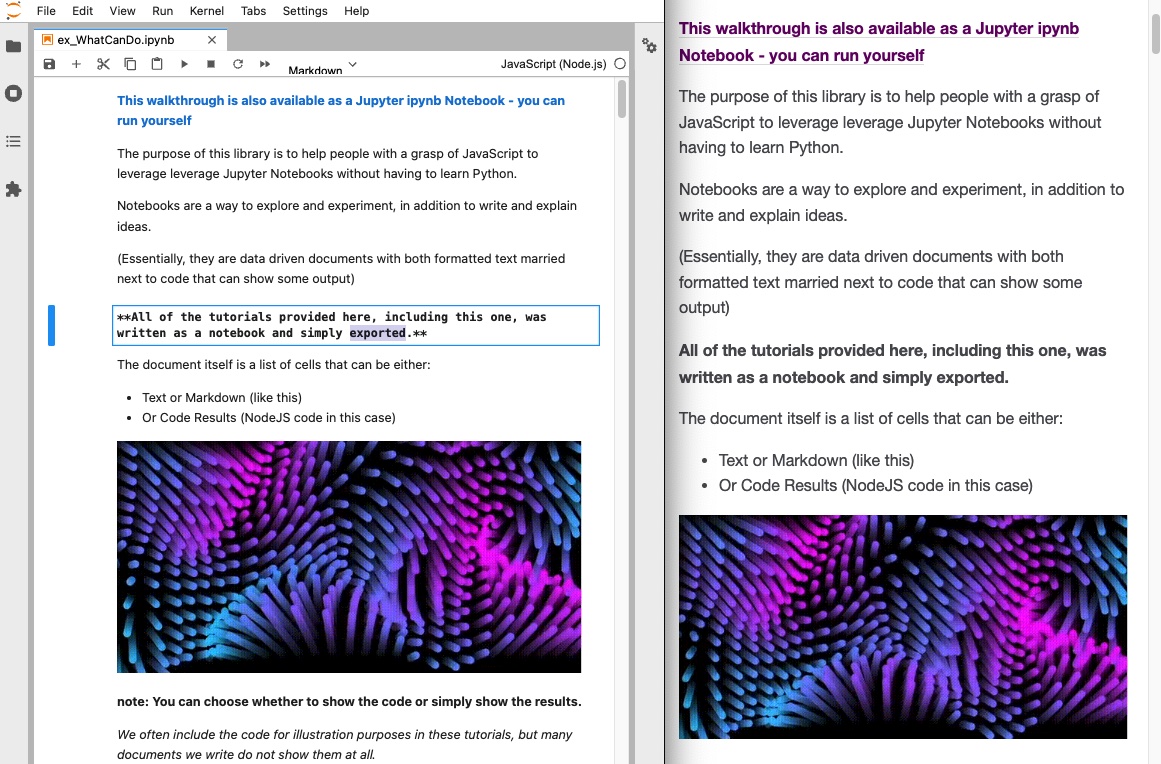 File Edit View Run Kernel Tabs Settings Help
ex_WhatCanDo.ipynb
Markdown
JavaScript (Node.js)
This walkthrough is also available as a Jupyter ipynb Notebook - you can
run yourself
The purpose of this library is to help people with a grasp of JavaScript to
leverage leverage Jupyter Notebooks without having to learn Python.
Notebooks are a way to explore and experiment, in addition to write and explain
ideas.
(Essentially, they are data driven documents with both formatted text married
next to code that can show some output)
**All of the tutorials provided here, including this one, was
written as a notebook and simply exported.**
The document itself is a list of cells that can be either:
• Text or Markdown (like this)
• Or Code Results (NodeJS code in this case)
note: You can choose whether to show the code or simply show the results.
We often include the code for illustration purposes in these tutorials, but many
documents we write do not show them at all.
This walkthrough is also available as a Jupyter ipynb
Notebook - you can run yourself
The purpose of this library is to help people with a grasp of
JavaScript to leverage leverage Jupyter Notebooks without
having to learn Python.
Notebooks are a way to explore and experiment, in addition to
write and explain ideas.
(Essentially, they are data driven documents with both
formatted text married next to code that can show some
output)
All of the tutorials provided here, including this one, was
written as a notebook and simply exported.
The document itself is a list of cells that can be either:
• Text or Markdown (like this)
• Or Code Results (NodeJS code in this case)